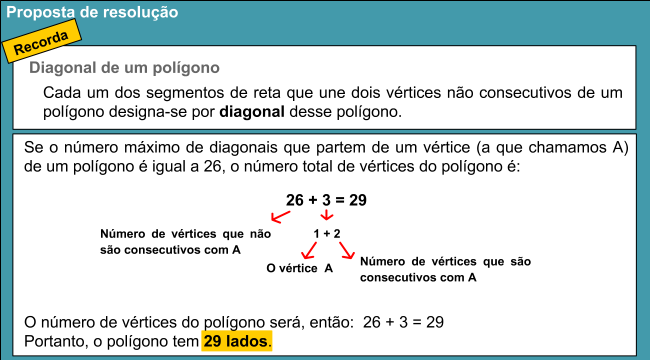 Proposta de resolução
Recorda
Diagonal de um polígono
Cada um dos segmentos de reta que une dois vértices não consecutivos de um
polígono designa-se por diagonal desse polígono.
Se o número máximo de diagonais que partem de um vértice (a que chamamos A)
de um polígono é igual a 26, o número total de vértices do polígono é:
26 + 3 = 29
Número de vértices que não
são consecutivos com A
1 + 2
O vértice A
Número de vértices que são
consecutivos com A
O número de vértices do polígono será, então: 26 + 3 = 29
Portanto, o polígono tem 29 lados.